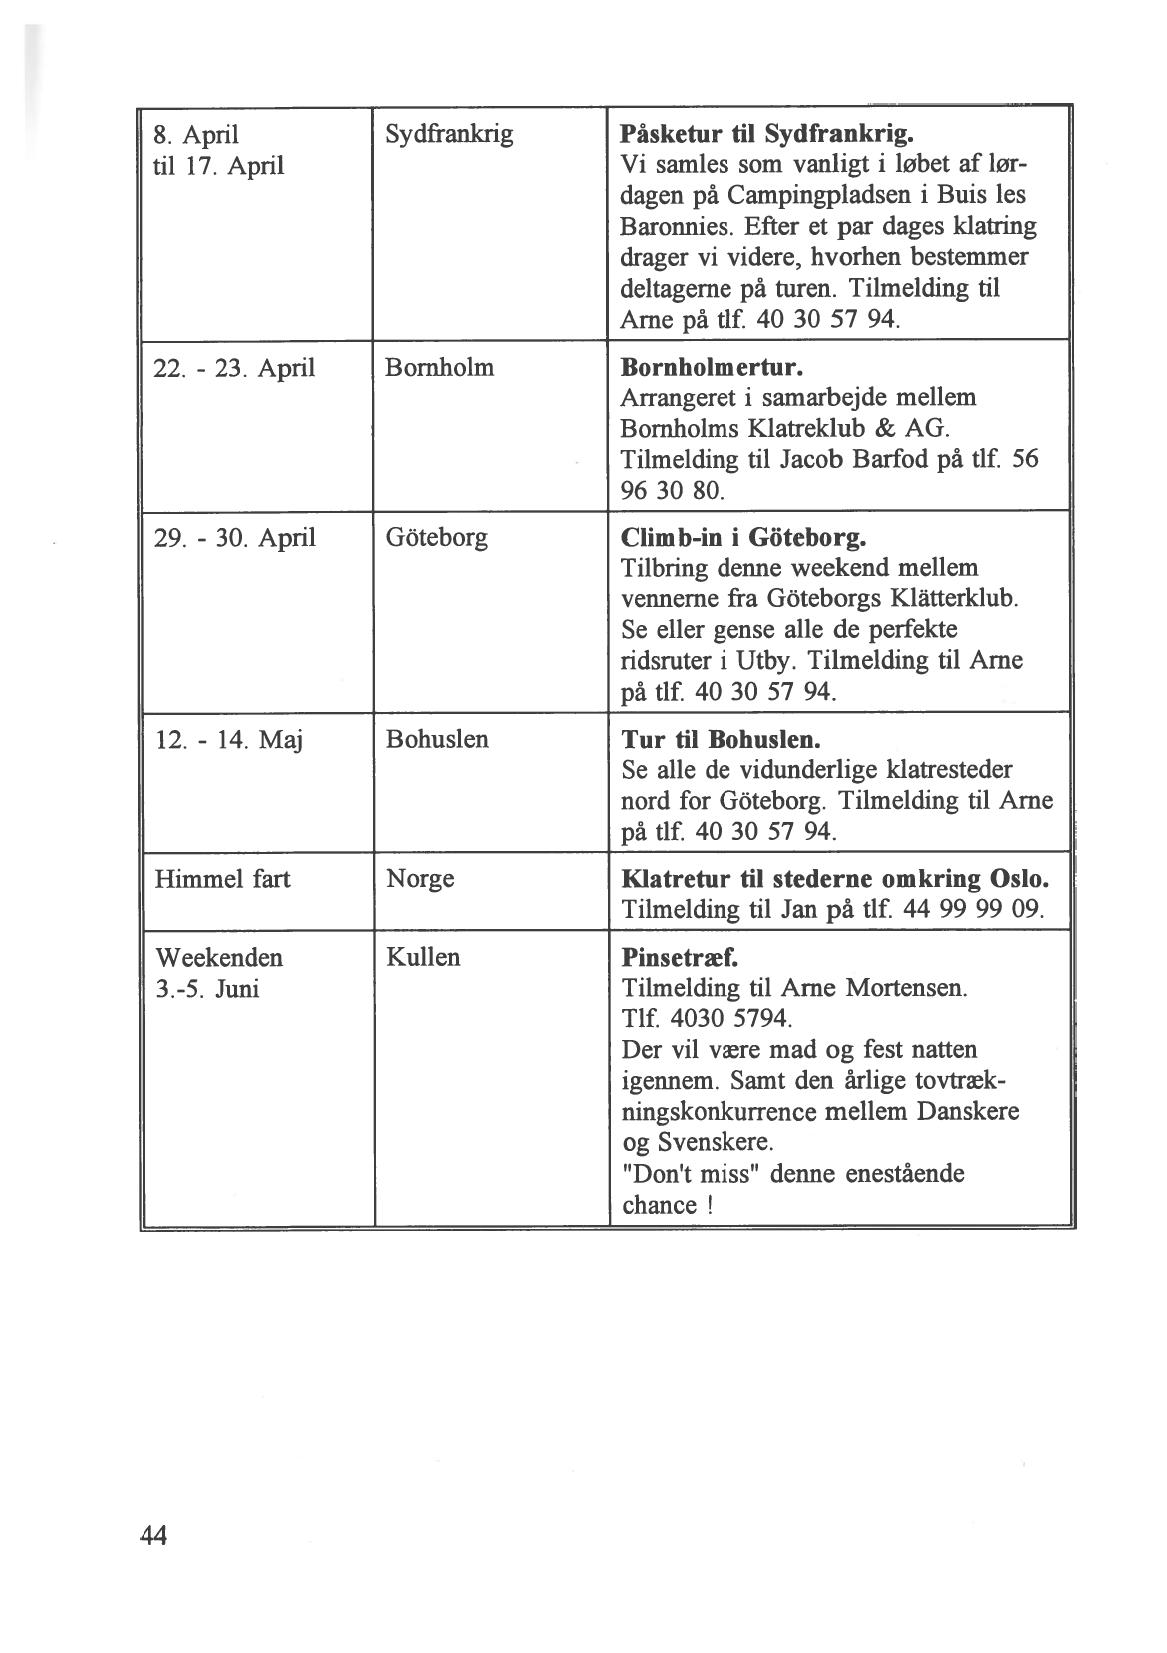 8. April
til 17. April
Sydfrankrig
Påsketur til Sydfrankrig.
Vi samles som vanligt i løbet af lør-
dagen på Campingpladsen i Buis les
Baronnies. Efter et par dages klatring
drager vi videre, hvorhen bestemmer
deltagerne på turen. Tilmelding til
Arne på tlf. 40 30 57 94.
22. - 23. April
Bornholm
Bornholmertur.
Arrangeret i samarbejde mellem
Bornholms Klatreklub & AG.
Tilmelding til Jacob Barfod på tlf. 56
96 30 80.
29. - 30. April
Göteborg
Climb-in i Göteborg.
Tilbring denne weekend mellem
vennerne fra Göteborgs Klätterklub.
Se eller gense alle de perfekte
ridsruter i Utby. Tilmelding til Arne
på tlf. 40 30 57 94.
12. - 14. Maj
Bohuslen
Tur til Bohuslen.
Se alle de vidunderlige klatresteder
nord for Göteborg. Tilmelding til Arne
på tlf. 40 30 57 94.
Himmel fart
Norge
Klatretur til stederne omkring Oslo.
Tilmelding til Jan på tlf. 44 99 99 09.
Weekenden
3.-5. Juni
Kullen
Pinsetræf.
Tilmelding til Arne Mortensen.
Tlf. 4030 5794.
Der vil være mad og fest natten
igennem. Samt den årlige tovtræk-
ningskonkurrence mellem Danskere
og Svenskere.
"Don't miss" denne enestående
chance !
44